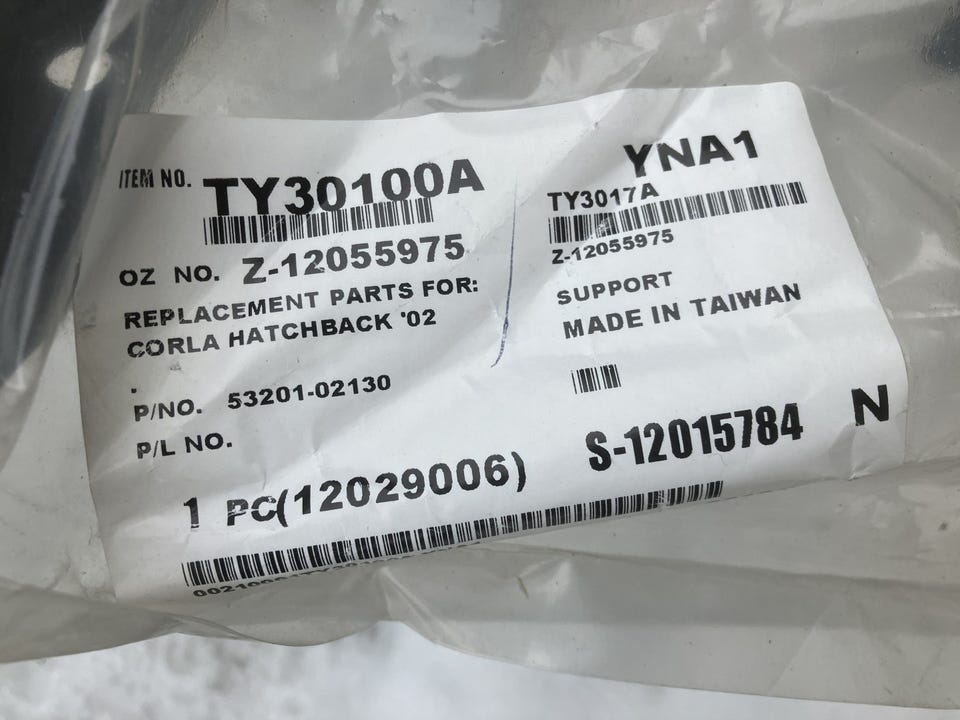 ITEM NO. TY30100A
OZ NO. Z-12055975
REPLACEMENT PARTS FOR:
CORLA HATCHBACK '02
.
P/NO. 53201-02130
P/L NO.
1 PC(12029006)
YNA1
TY3017A
Z-12055975
SUPPORT
MADE IN TAIWAN
S-12015784
N